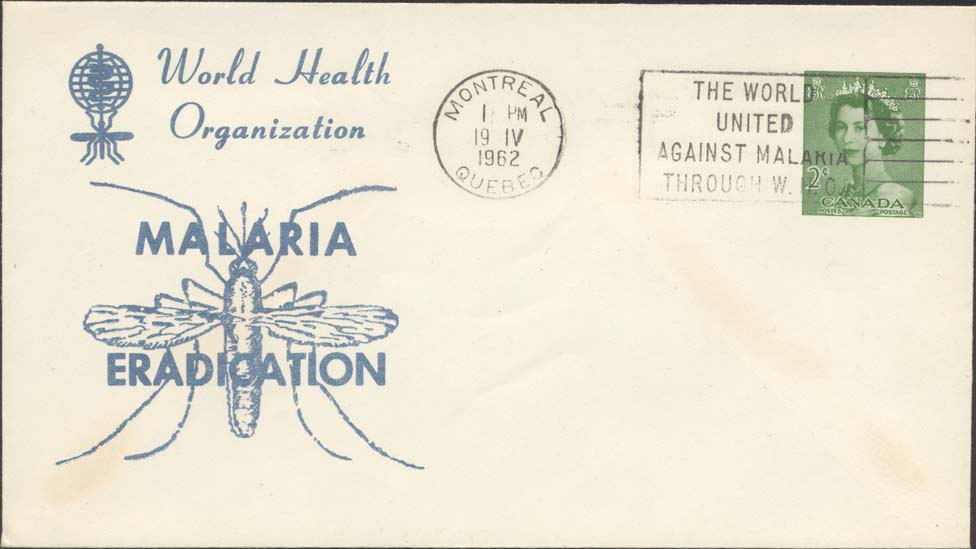 World Health
Organization
MALARIA
ERADICATION
MONTREAL
1 PM
19 IV
1962
QUEBEC
THE WORLD
UNITED
AGAINST MALARIA
THROUGH W.H.O.
2¢
CANADA
POSTES POSTAGE